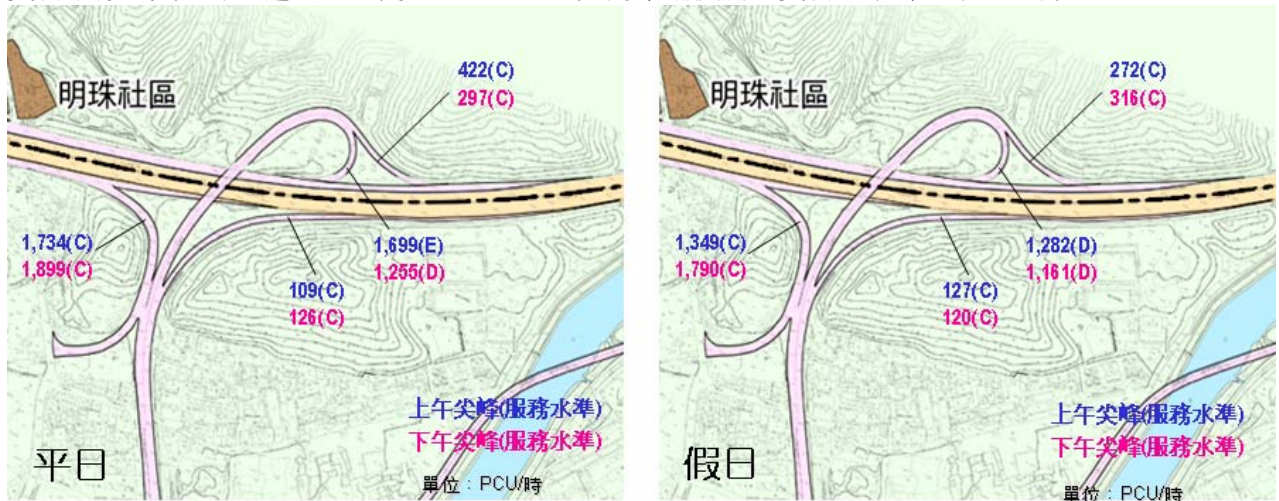 明珠社區
422(C)
297(C)
1,734(C)
1,899(C)
1,699(E)
1,255(D)
109(C)
126(C)
上午尖峰(服務水準)
下午尖峰(服務水準)
平日
單位：PCU/時
明珠社區
272(C)
316(C)
1,349(C)
1,790(C)
1,282(D)
1,161(D)
127(C)
120(C)
上午尖峰(服務水準)
下午尖峰(服務水準)
假日
單位：PCU/時